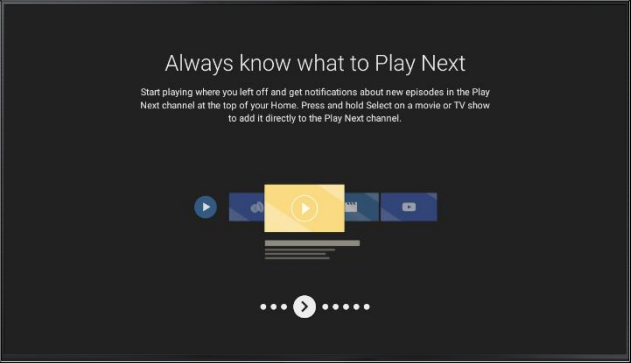 Always know what to Play Next
Start playing where you left off and get notifications about new episodes in the Play
Next channel at the top of your Home. Press and hold Select on a movie or TV show
to add it directly to the Play Next channel.